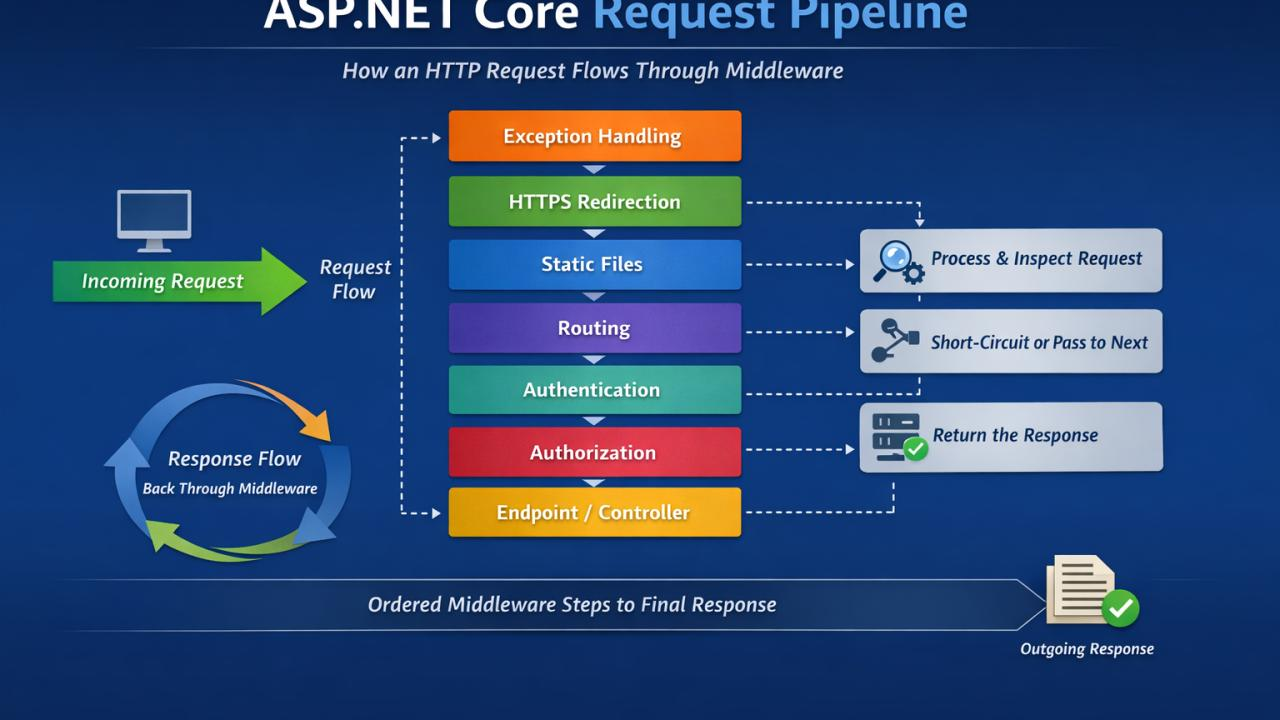 ASP.NET Core Request Pipeline
How an HTTP Request Flows Through Middleware
Incoming Request
Request
Flow
Exception Handling
HTTPS Redirection
Static Files
Routing
Authentication
Authorization
Endpoint / Controller
Process & Inspect Request
Short-Circuit or Pass to Next
Return the Response
Response Flow
Back Through Middleware
Ordered Middleware Steps to Final Response
Outgoing Response